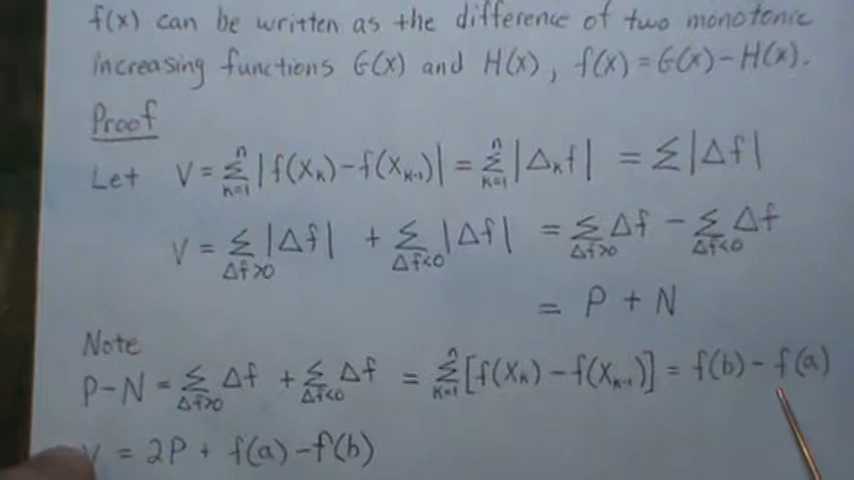 f(x) can be written as the difference of two monotonic
increasing functions G(x) and H(x), f(x) = G(x) - H(x).
Proof
Let V = Σ_{k=1}^{n} |f(x_k) - f(x_{k-1})| = Σ_{k=1}^{n} |Δ_k f| = Σ|Δf|
V = Σ_{Δf>0} |Δf| + Σ_{Δf<0} |Δf| = Σ_{Δf>0} Δf - Σ_{Δf<0} Δf
= P + N
Note
P-N = Σ_{Δf>0} Δf + Σ_{Δf<0} Δf = Σ_{k=1}^{n} [f(x_k) - f(x_{k-1})] = f(b) - f(a)
V = 2P + f(a) - f(b)